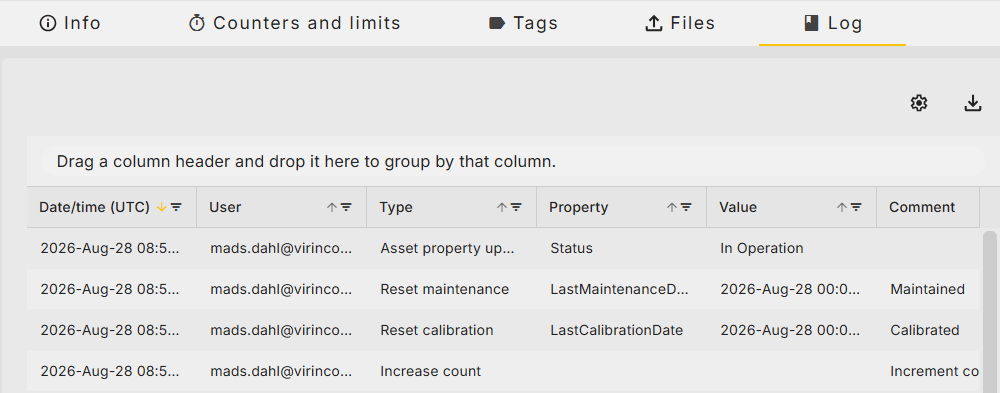 Info Counters and limits Tags Files Log
Drag a column header and drop it here to group by that column.
Date/time (UTC) User Type Property Value Comment
2026-Aug-28 08:5... mads.dahl@virinco... Asset property up... Status In Operation
2026-Aug-28 08:5... mads.dahl@virinco... Reset maintenance LastMaintenanceD... 2026-Aug-28 00:0... Maintained
2026-Aug-28 08:5... mads.dahl@virinco... Reset calibration LastCalibrationDate 2026-Aug-28 00:0... Calibrated
2026-Aug-28 08:5... mads.dahl@virinco... Increase count Increment co